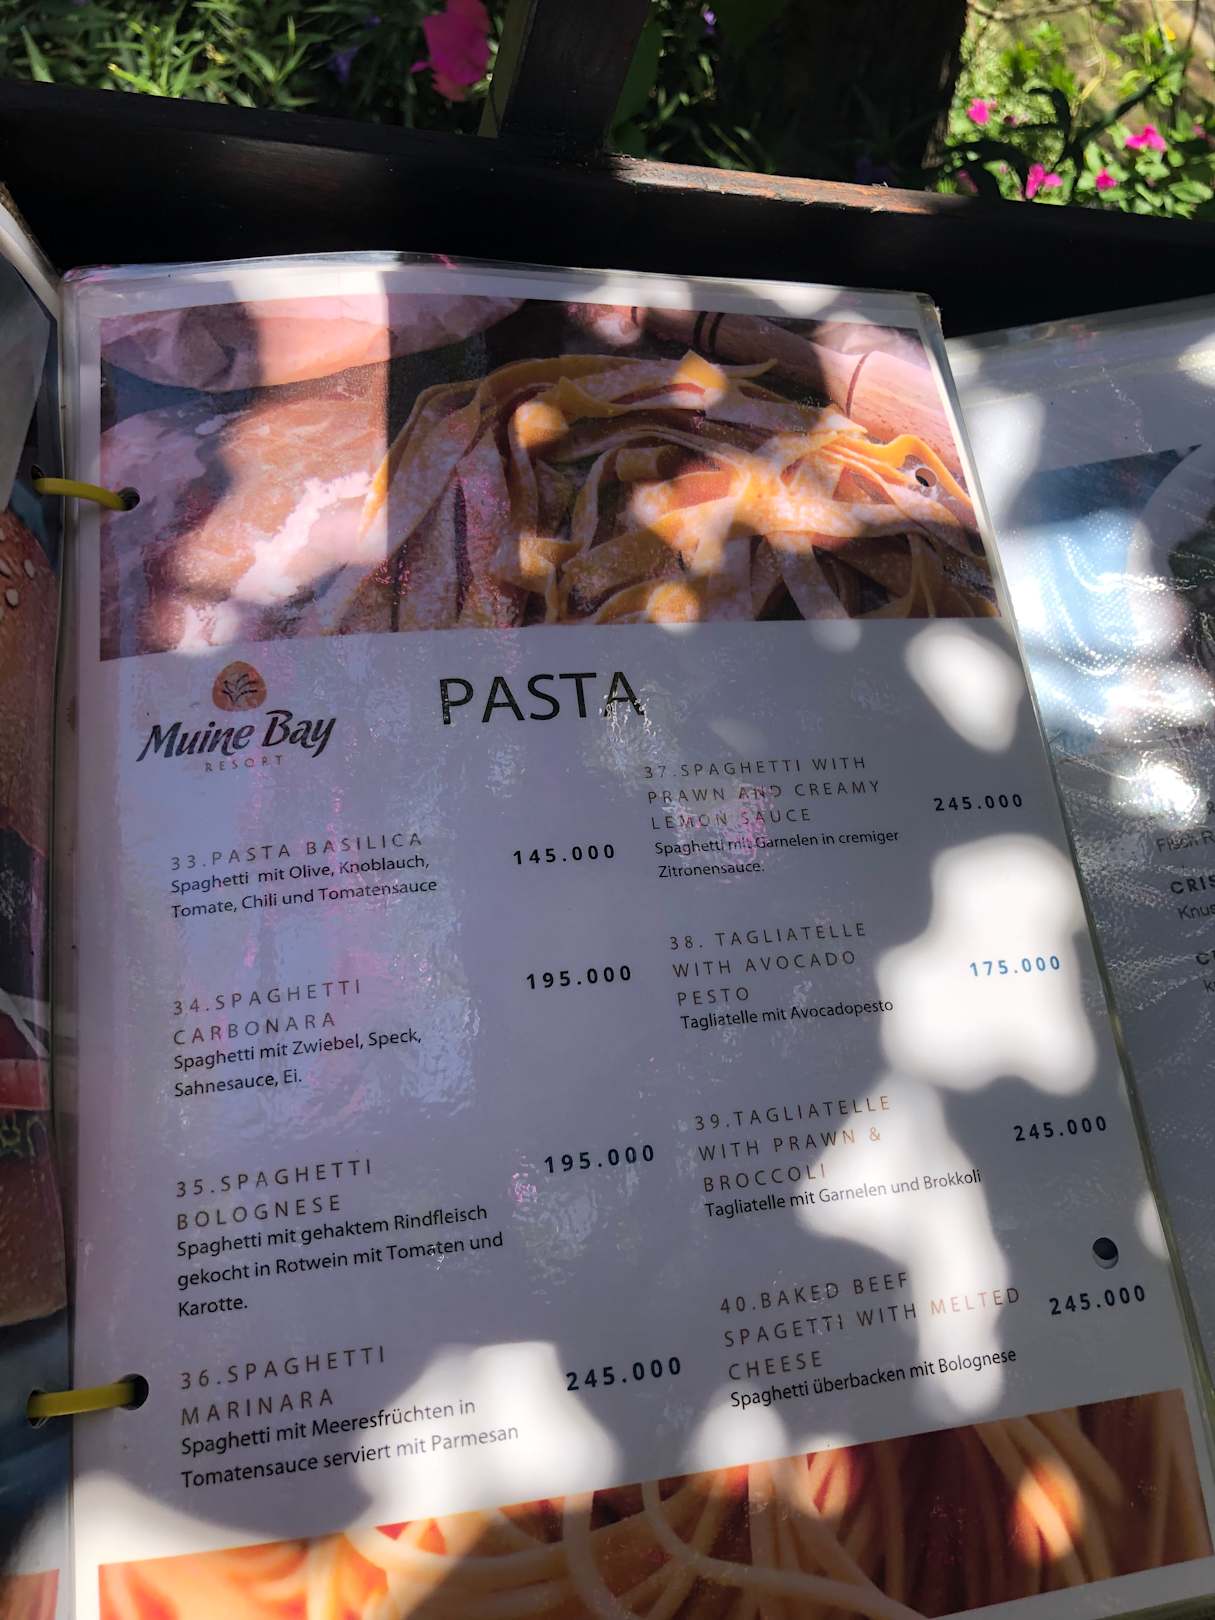 Muine Bay
RESORT
PASTA
33.PASTA BASILICA
145.000
Spaghetti mit Olive, Knoblauch,
Tomate, Chili und Tomatensauce
34.SPAGHETTI
CARBONARA
195.000
Spaghetti mit Zwiebel, Speck,
Sahnesauce, Ei.
35.SPAGHETTI
BOLOGNESE
195.000
Spaghetti mit gehaktem Rindfleisch
gekocht in Rotwein mit Tomaten und
Karotte.
36.SPAGHETTI
MARINARA
245.000
Spaghetti mit Meeresfrüchten in
Tomatensauce serviert mit Parmesan
37.SPAGHETTI WITH
PRAWN AND CREAMY
LEMON SAUCE
245.000
Spaghetti mit Garnelen in cremiger
Zitronensauce.
38. TAGLIATELLE
WITH AVOCADO
PESTO
175.000
Tagliatelle mit Avocadopesto
39.TAGLIATELLE
WITH PRAWN &
BROCCOLI
245.000
Tagliatelle mit Garnelen und Brokkoli
40.BAKED BEEF
SPAGETTI WITH MELTED
CHEESE
245.000
Spaghetti überbacken mit Bolognese